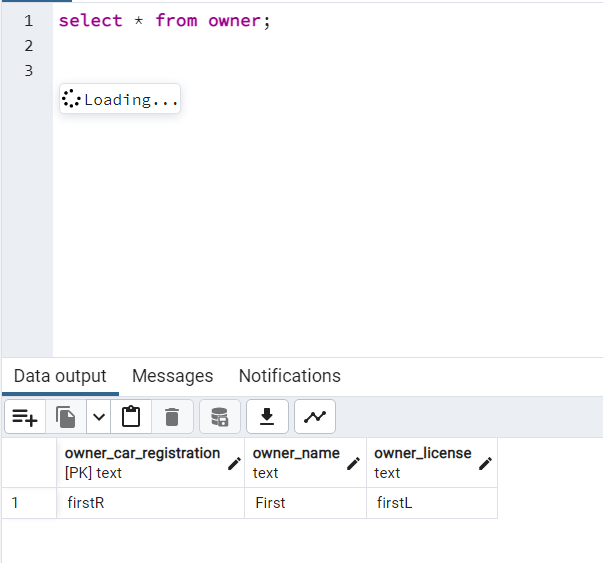 1 select * from owner;
2
3
Loading...
Data output Messages Notifications
owner_car_registration owner_name owner_license
[PK] text text text
1 firstR First firstL